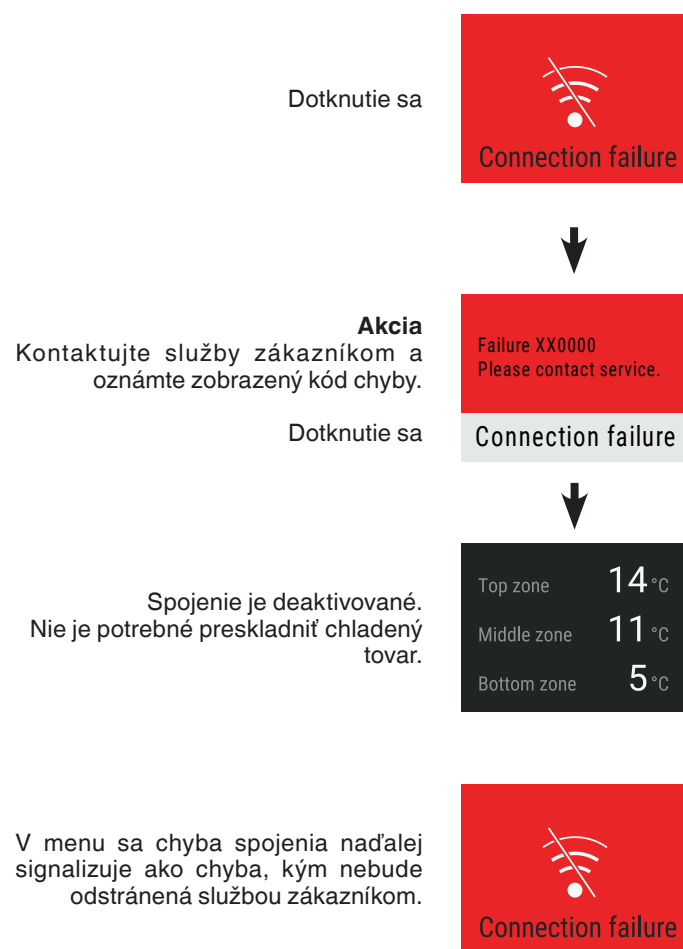 Dotknutie sa
Connection failure
Akcia
Kontaktujte služby zákazníkom a
oznámte zobrazený kód chyby.
Failure XX0000
Please contact service.
Dotknutie sa
Connection failure
Spojenie je deaktivované.
Nie je potrebné preskladniť chladený
tovar.
Top zone 14 °C
Middle zone 11 °C
Bottom zone 5 °C
V menu sa chyba spojenia naďalej
signalizuje ako chyba, kým nebude
odstránená službou zákazníkom.
Connection failure